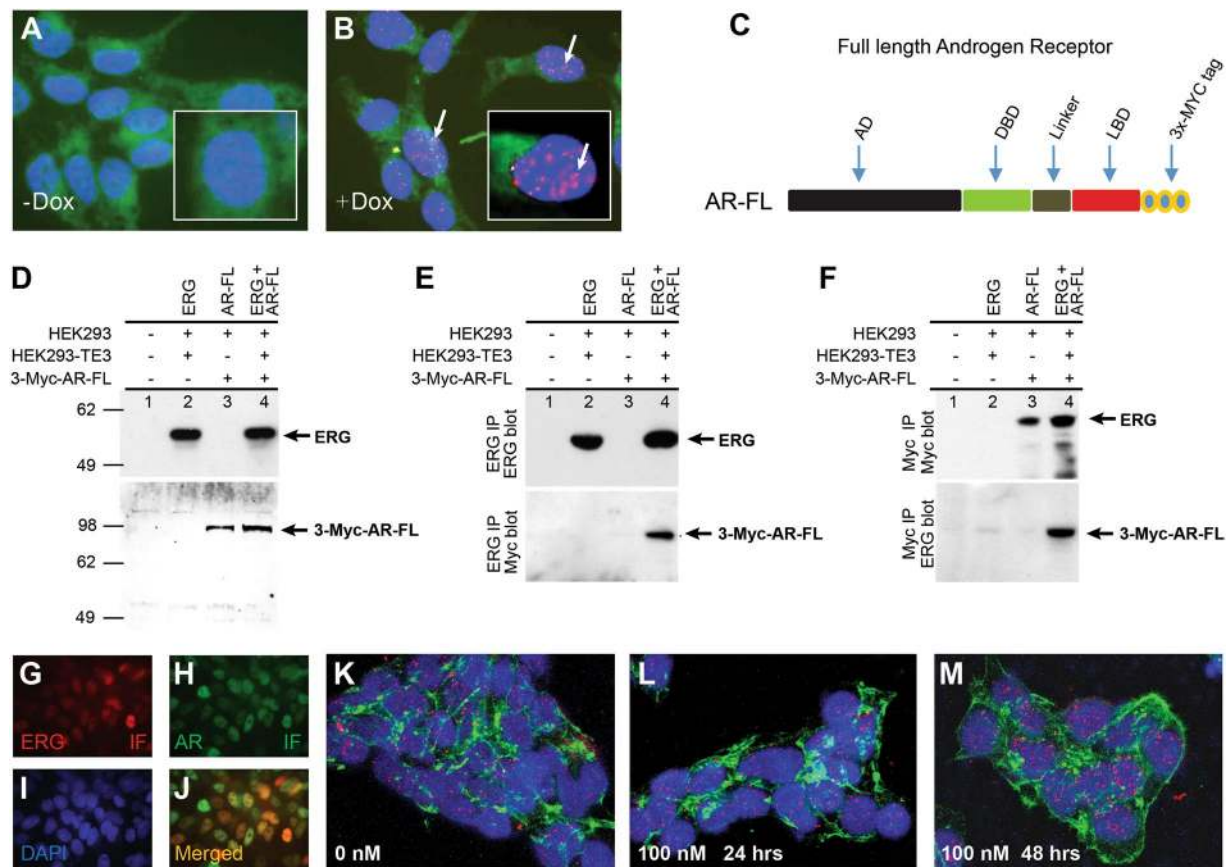 A
-Dox
B
+Dox
C
Full length Androgen Receptor
AD
DBD
Linker
LBD
3x-MYC tag
AR-FL
D
ERG
AR-FL
ERG +
AR-FL
HEK293 - + + +
HEK293-TE3 - + +
3-Myc-AR-FL - - + +
1 2 3 4
62
ERG
49
98
3-Myc-AR-FL
62
49
E
ERG
AR-FL
ERG +
AR-FL
HEK293 - + + +
HEK293-TE3 - + +
3-Myc-AR-FL - - + +
1 2 3 4
ERG IP
ERG blot
ERG
ERG IP
Myc blot
3-Myc-AR-FL
F
ERG
AR-FL
ERG +
AR-FL
HEK293 - + + +
HEK293-TE3 - + +
3-Myc-AR-FL - - + +
1 2 3 4
Myc IP
Myc blot
ERG
Myc IP
ERG blot
3-Myc-AR-FL
G
ERG IF
H
AR IF
I
DAPI
J
Merged
K
0 nM
L
100 nM 24 hrs
M
100 nM 48 hrs